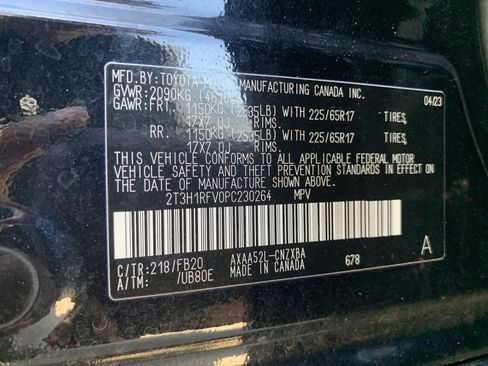 MFD. BY: TOYOTA MOTOR MANUFACTURING CANADA INC.
GVWR: 2090KG 04/23
GAWR: FRT. 1150KG (2535LB) WITH 225/65R17 TIRES,
17X7.0J RIMS.
RR. 1150KG (2535LB) WITH 225/65R17 TIRES,
17X7.0J RIMS.
THIS VEHICLE CONFORMS TO ALL APPLICABLE FEDERAL MOTOR
VEHICLE SAFETY AND THEFT PREVENTION STANDARDS IN EFFECT ON THE
DATE OF MANUFACTURE SHOWN ABOVE.
2T3H1RFV0PC230264 MPV
C/TR: 218/FB20 AXAA52L-CNZXBA
A/TM: /UB80E MADE IN CANADA 678 A